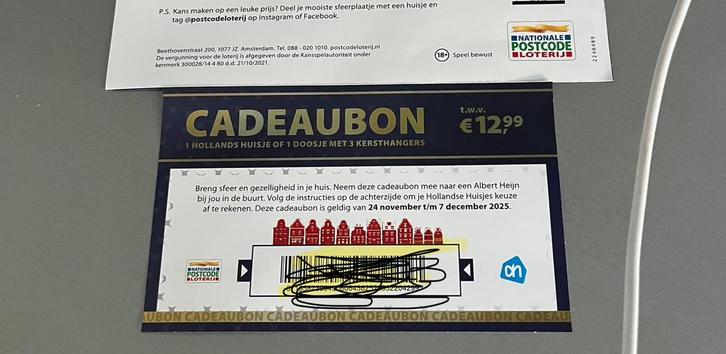 P.S. Kans maken op een leuke prijs? Deel je mooiste sfeerplaatje met een huisje en
tag @postcodeloterij op Instagram of Facebook.
Beethovenstraat 200, 1077 JZ Amsterdam. Tel. 088 - 020 1010. postcodeloterij.nl
De vergunning voor de loterij is afgegeven door de Kansspelautoriteit onder
kenmerk 300028/14 4 80 d.d. 21/10/2021.
18+ Speel bewust
NATIONALE
POSTCODE
LOTERIJ
2246489
CADEAUBON
t.w.v.
€12,99
1 HOLLANDS HUISJE OF 1 DOOSJE MET 3 KERSTHANGERS
Breng sfeer en gezelligheid in je huis. Neem deze cadeaubon mee naar een Albert Heijn
bij jou in de buurt. Volg de instructies op de achterzijde om je Hollandse Huisjes keuze
af te rekenen. Deze cadeaubon is geldig van 24 november t/m 7 december 2025.
NATIONALE
POSTCODE
LOTERIJ
ah
UBON CADEAUBON CADEAUBON CADEAUBON CADEAUBON CADEAUBON CADEAU